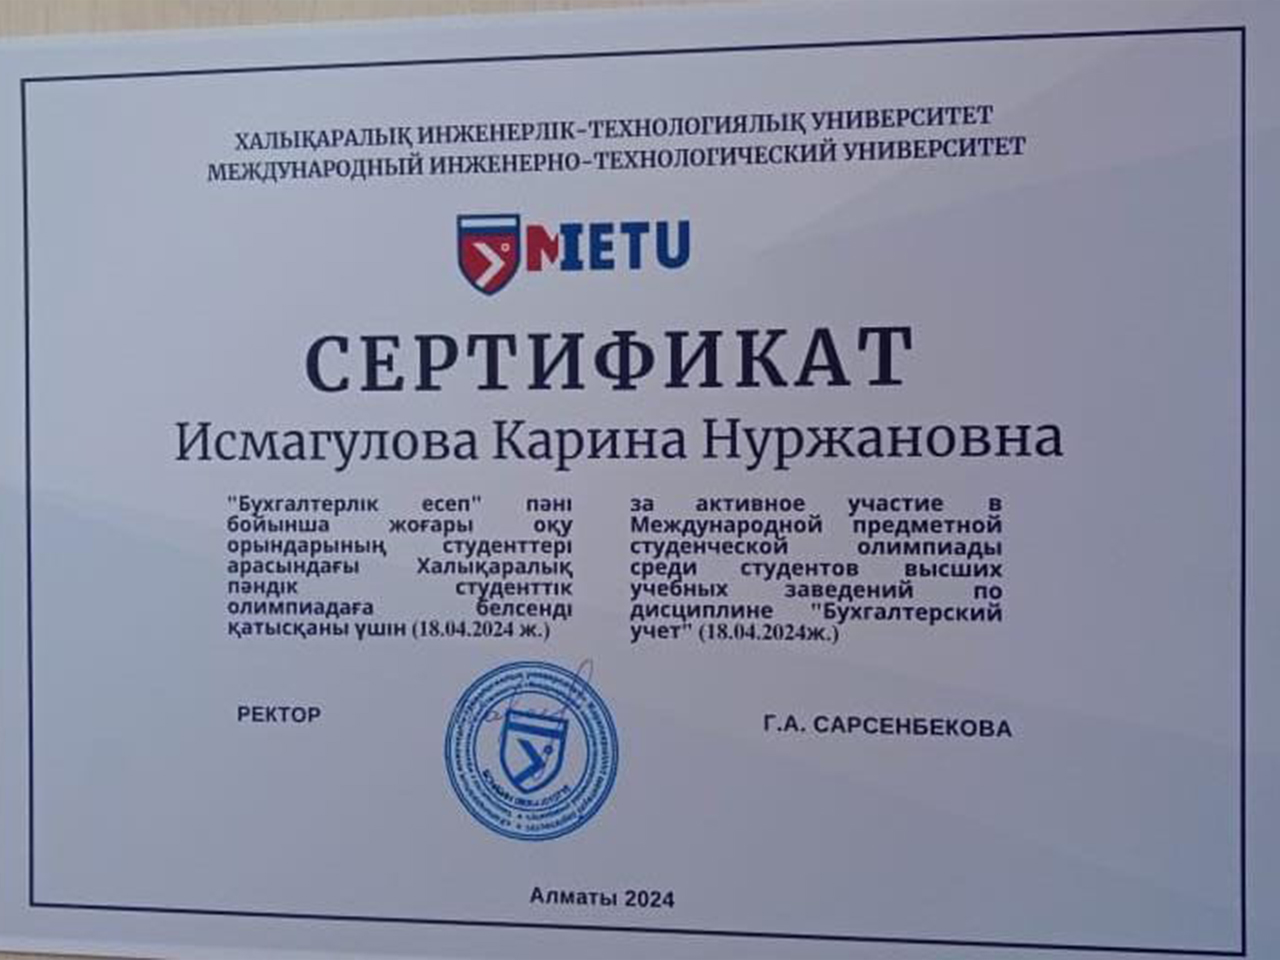 ХАЛЫҚАРАЛЫҚ ИНЖЕНЕРЛІК-ТЕХНОЛОГИЯЛЫҚ УНИВЕРСИТЕТ
МЕЖДУНАРОДНЫЙ ИНЖЕНЕРНО-ТЕХНОЛОГИЧЕСКИЙ УНИВЕРСИТЕТ
MIETU
СЕРТИФИКАТ
Исмагулова Карина Нуржановна
"Бухгалтерлік есеп" пәні
бойынша жоғары оқу
орындарының студенттері
арасындағы Халықаралық
пәндік студенттік
олимпиадаға белсенді
қатысқаны үшін (18.04.2024 ж.)
за активное участие в
Международной предметной
студенческой олимпиады
среди студентов высших
учебных заведений по
дисциплине "Бухгалтерский
учет" (18.04.2024ж.)
РЕКТОР
Г.А. САРСЕНБЕКОВА
Алматы 2024